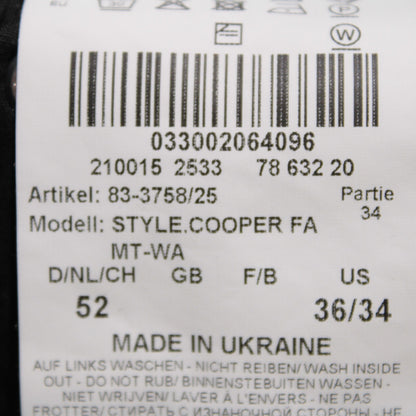 W
033002064096
210015 2533 78 632 20
Artikel: 83-3758/25 Partie
34
Modell: STYLE.COOPER FA
MT-WA
D/NL/CH GB F/B US
52 36/34
MADE IN UKRAINE
AUF LINKS WASCHEN - NICHT REIBEN/ WASH INSIDE
OUT - DO NOT RUB/ BINNENSTEBUITEN WASSEN -
NIET WRIJVEN/ LAVER À L'ENVERS - NE PAS
FROTTER/ СТИРАТЬ С ИЗНАНОЧНОЙ СТОРОНЫ - НЕ